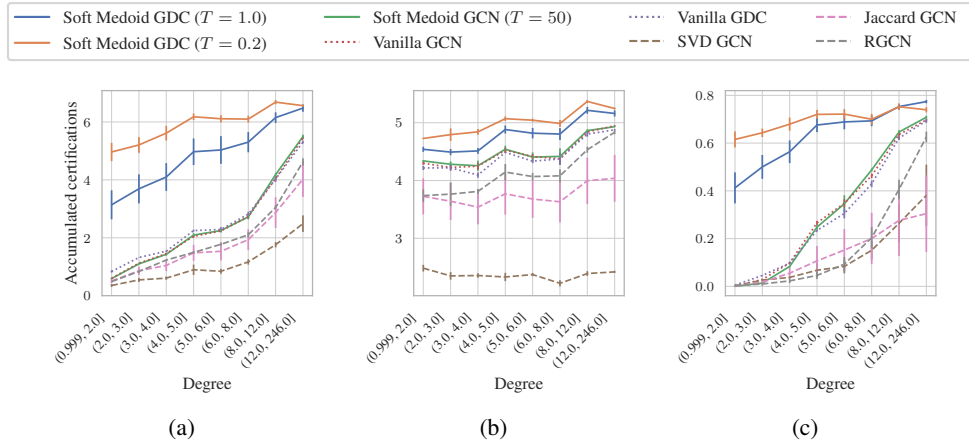 Soft Medoid GDC (T = 1.0)
Soft Medoid GCN (T = 50)
Vanilla GDC
Jaccard GCN
Soft Medoid GDC (T = 0.2)
Vanilla GCN
SVD GCN
RGCN
Accumulated certifications
6
4
2
0
(0.999, 2.0]
(2.0, 3.0]
(3.0, 4.0]
(4.0, 5.0]
(5.0, 6.0]
(6.0, 8.0]
(8.0, 12.0]
(12.0, 246.0]
Degree
(a)
5
4
3
(0.999, 2.0]
(2.0, 3.0]
(3.0, 4.0]
(4.0, 5.0]
(5.0, 6.0]
(6.0, 8.0]
(8.0, 12.0]
(12.0, 246.0]
Degree
(b)
0.8
0.6
0.4
0.2
0.0
(0.999, 2.0]
(2.0, 3.0]
(3.0, 4.0]
(4.0, 5.0]
(5.0, 6.0]
(6.0, 8.0]
(8.0, 12.0]
(12.0, 246.0]
Degree
(c)